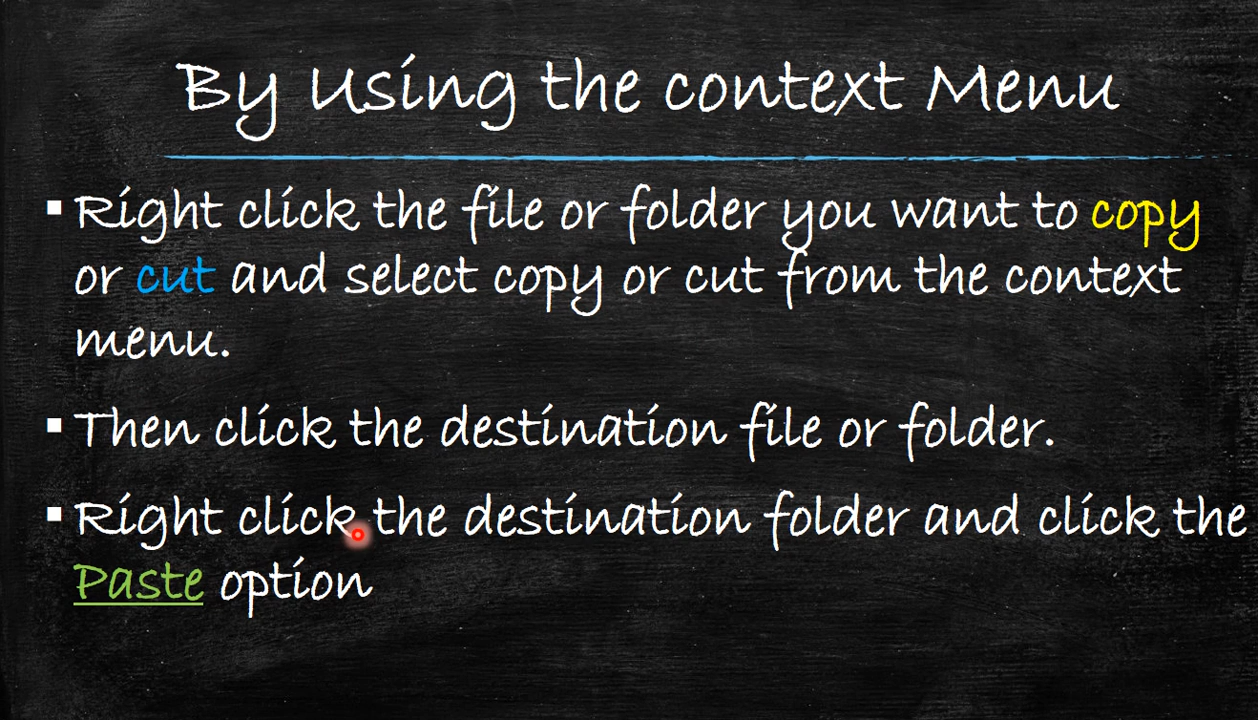 By Using the context Menu
▪ Right click the file or folder you want to copy
or cut and select copy or cut from the context
menu.
▪ Then click the destination file or folder.
▪ Right click the destination folder and click the
Paste option